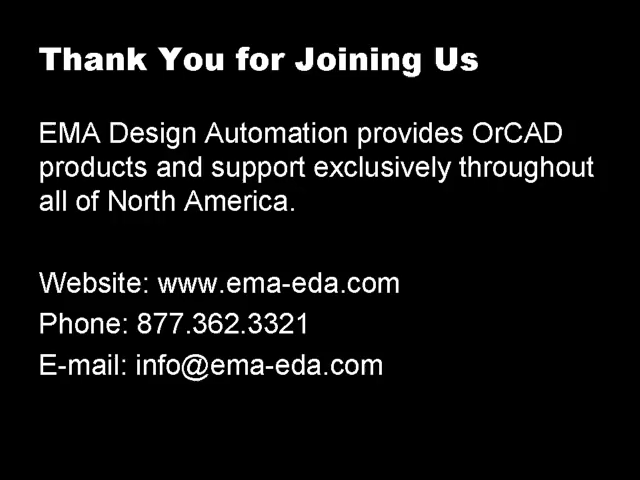 Thank You for Joining Us
EMA Design Automation provides OrCAD
products and support exclusively throughout
all of North America.
Website: www.ema-eda.com
Phone: 877.362.3321
E-mail: info@ema-eda.com